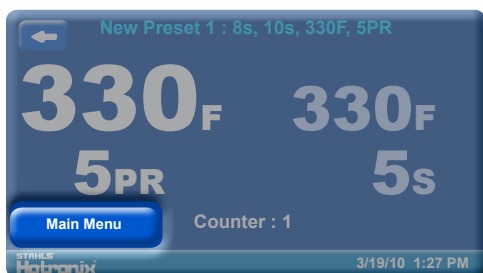 New Preset 1 : 8s, 10s, 330F, 5PR
330F 330F
5PR 5S
Main Menu Counter : 1
STAHLS'
Hotronix
3/19/10 1:27 PM